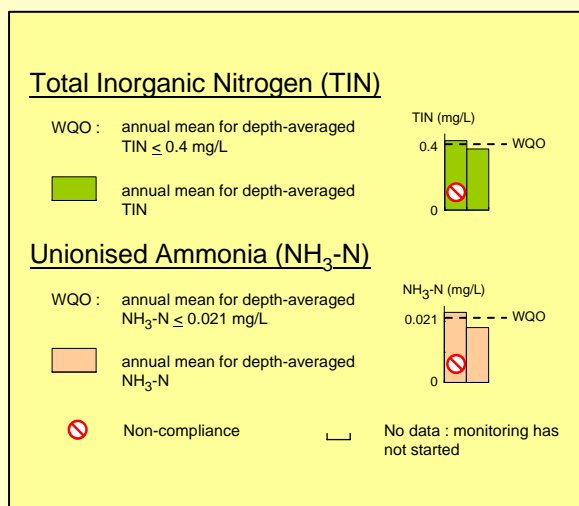 Total Inorganic Nitrogen (TIN)
WQO : annual mean for depth-averaged
TIN ≤ 0.4 mg/L
annual mean for depth-averaged
TIN
TIN (mg/L)
0.4
WQO
0
Unionised Ammonia (NH₃-N)
WQO : annual mean for depth-averaged
NH₃-N ≤ 0.021 mg/L
annual mean for depth-averaged
NH₃-N
NH₃-N (mg/L)
0.021
WQO
0
Non-compliance
No data : monitoring has
not started